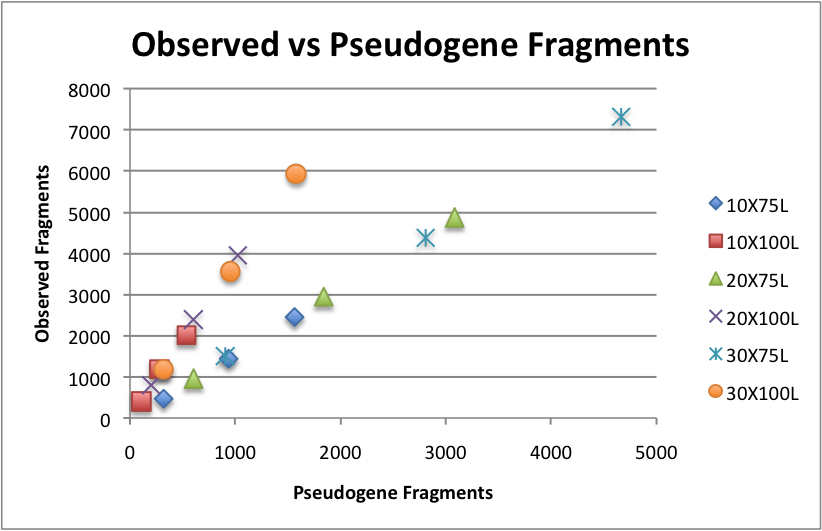 Observed vs Pseudogene Fragments
8000
7000
6000
5000
4000
3000
2000
1000
0
Observed Fragments
0 1000 2000 3000 4000 5000
Pseudogene Fragments
10X75L
10X100L
20X75L
20X100L
30X75L
30X100L